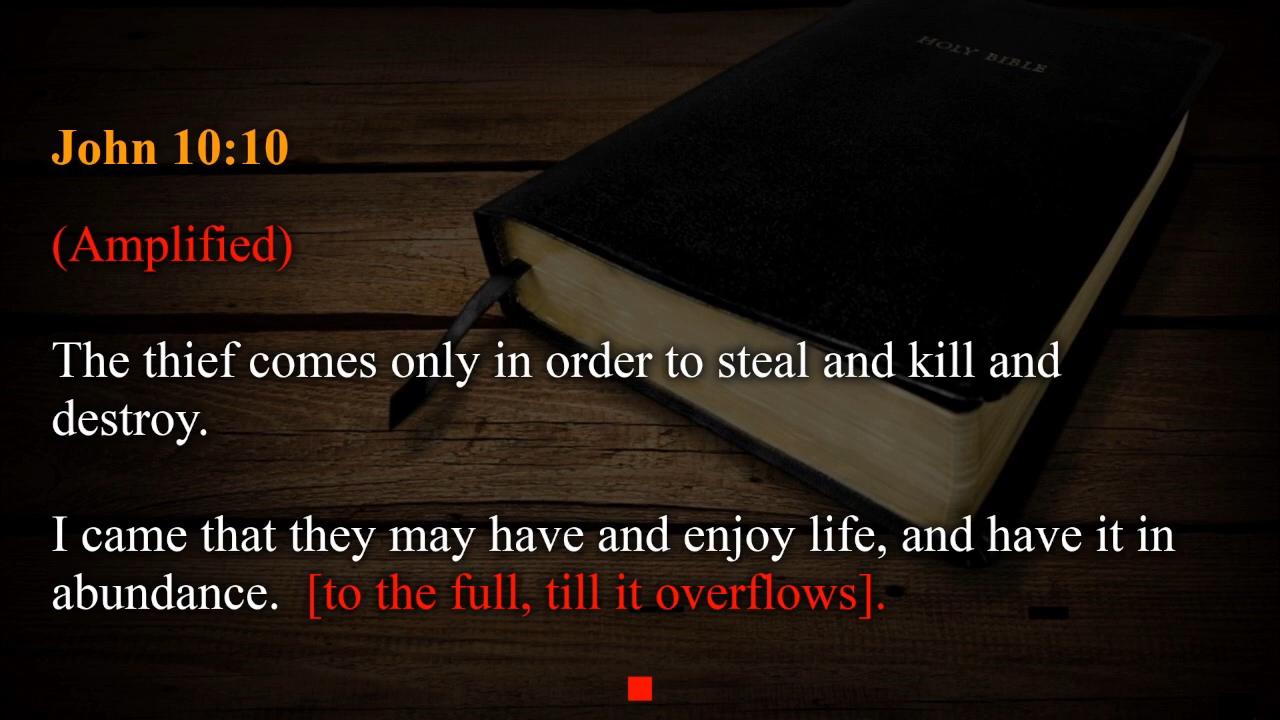 HOLY BIBLE
John 10:10
(Amplified)
The thief comes only in order to steal and kill and
destroy.
I came that they may have and enjoy life, and have it in
abundance.  [to the full, till it overflows].